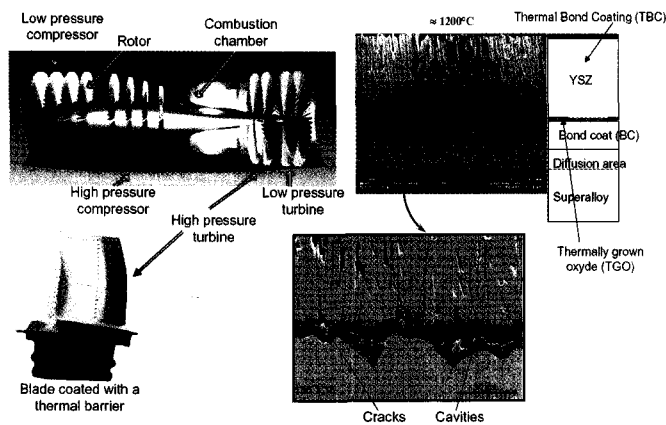 Low pressure
compressor
Rotor
Combustion
chamber
High pressure
compressor
High pressure
turbine
Low pressure
turbine
Blade coated with a
thermal barrier
≈ 1200°C
Thermal Bond Coating (TBC)
YSZ
Bond coat (BC)
Diffusion area
Superalloy
Thermally grown
oxyde (TGO)
Cracks
Cavities